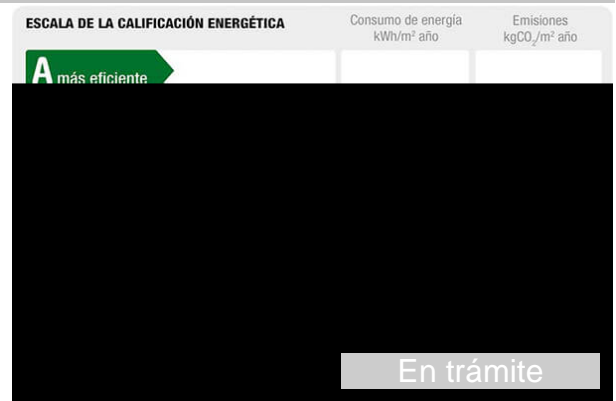 ESCALA DE LA CALIFICACIÓN ENERGÉTICA
Consumo de energía
kWh/m² año
Emisiones
kgCO₂/m² año
A más eficiente
En trámite